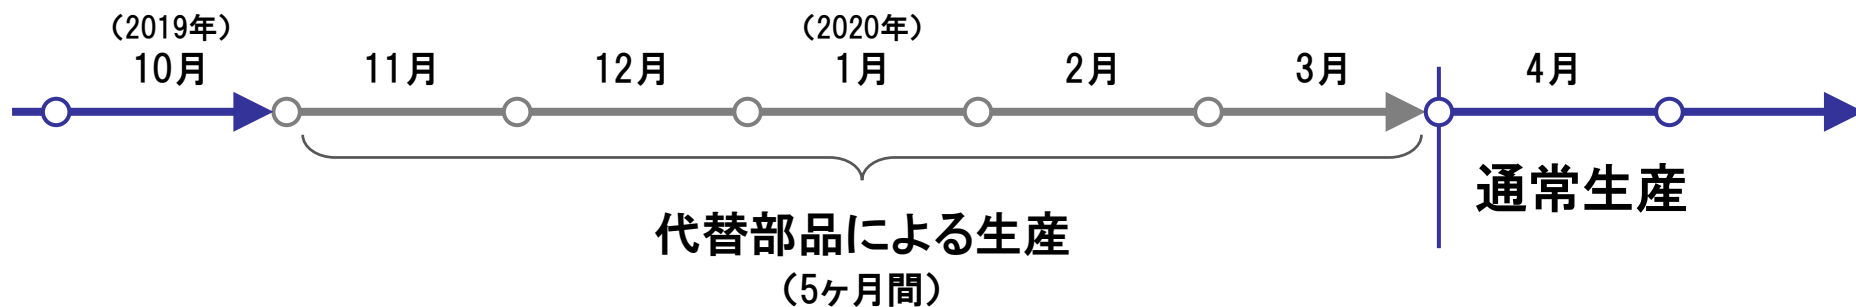 （2019年）
（2020年）
10月 11月 12月 1月 2月 3月 4月
通常生産
代替部品による生産
（5ヶ月間）